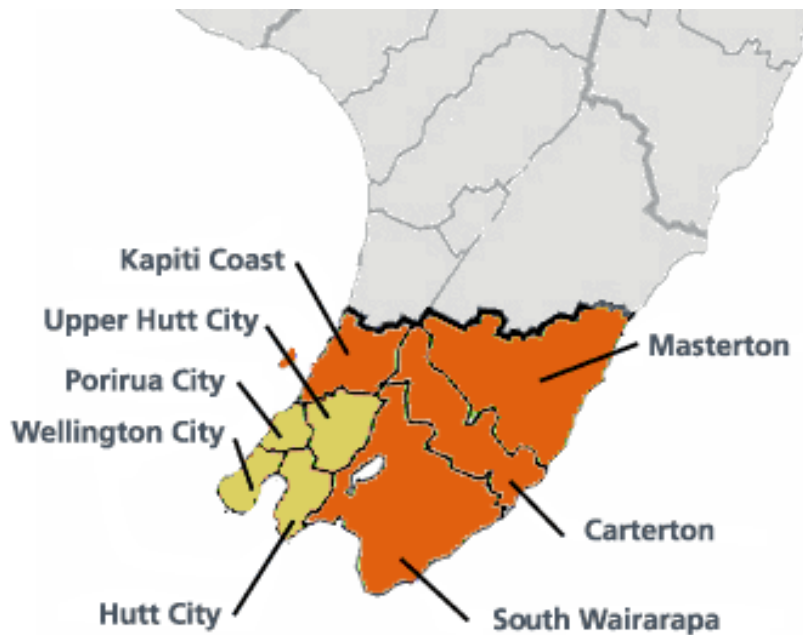 Kapiti Coast
Upper Hutt City
Masterton
Porirua City
Wellington City
Carterton
Hutt City
South Wairarapa